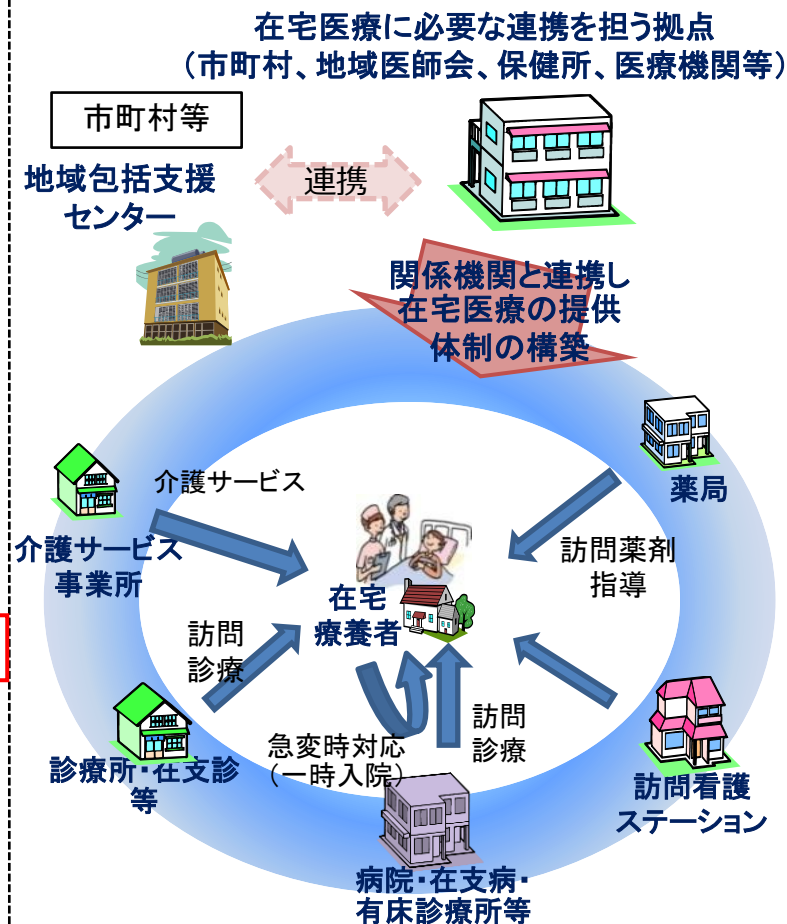 在宅医療に必要な連携を担う拠点
（市町村、地域医師会、保健所、医療機関等）
市町村等
地域包括支援
センター
連携
関係機関と連携し
在宅医療の提供
体制の構築
介護サービス
介護サービス
事業所
薬局
訪問薬剤
指導
在宅
療養者
訪問
診療
診療所・在支診
等
急変時対応
（一時入院）
訪問
診療
訪問看護
ステーション
病院・在支病・
有床診療所等